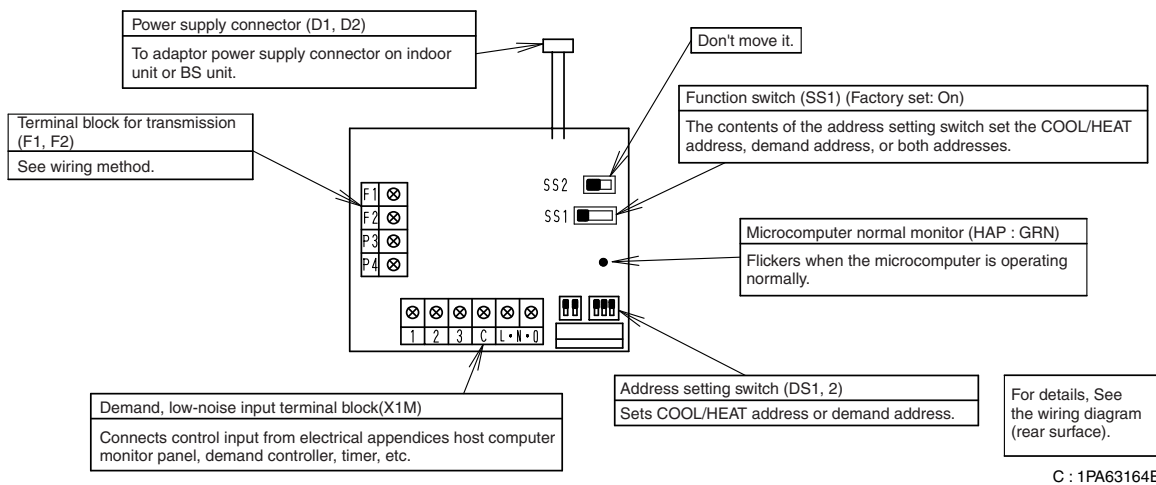 Power supply connector (D1, D2)
To adaptor power supply connector on indoor
unit or BS unit.
Don't move it.
Function switch (SS1) (Factory set: On)
The contents of the address setting switch set the COOL/HEAT
address, demand address, or both addresses.
Terminal block for transmission
(F1, F2)
See wiring method.
SS2
SS1
F1
F2
P3
P4
Microcomputer normal monitor (HAP : GRN)
Flickers when the microcomputer is operating
normally.
1 2 3 C L・N・O
Address setting switch (DS1, 2)
Sets COOL/HEAT address or demand address.
For details, See
the wiring diagram
(rear surface).
Demand, low-noise input terminal block(X1M)
Connects control input from electrical appendices host computer
monitor panel, demand controller, timer, etc.
C : 1PA63164E